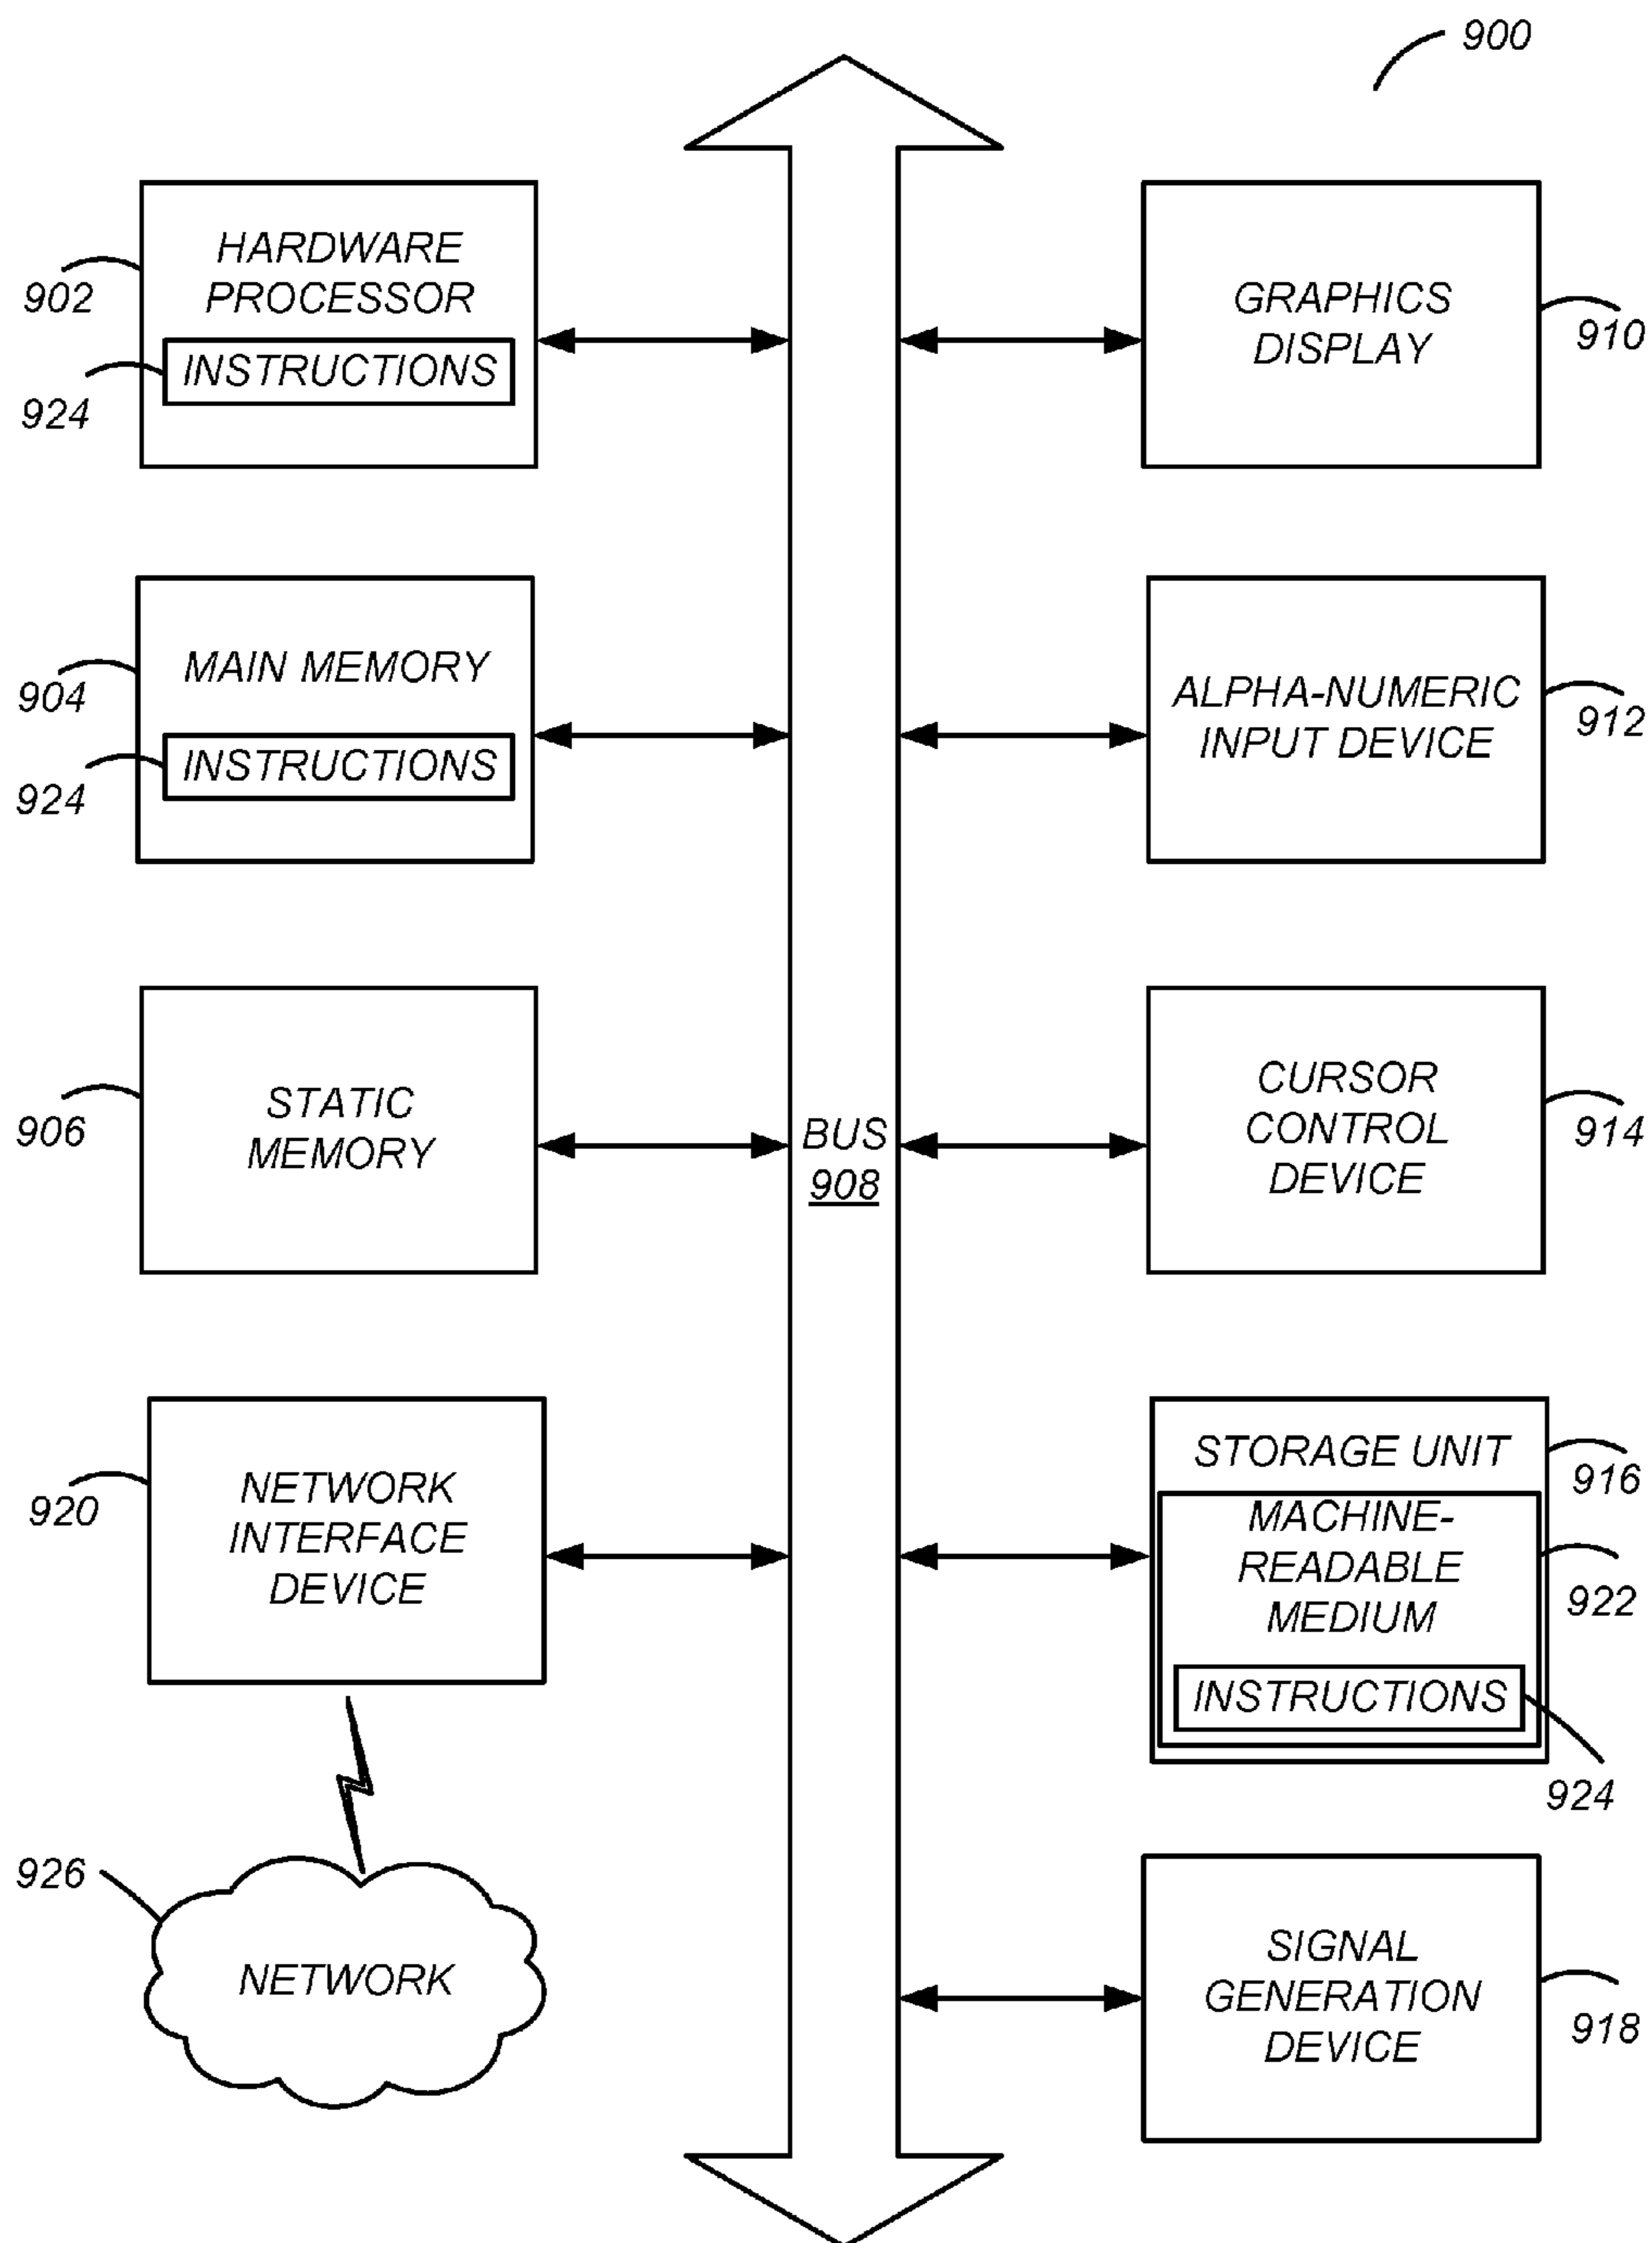 900
HARDWARE
PROCESSOR
902
INSTRUCTIONS
924
GRAPHICS
DISPLAY
910
MAIN MEMORY
904
INSTRUCTIONS
924
ALPHA-NUMERIC
INPUT DEVICE
912
STATIC
MEMORY
906
BUS
908
CURSOR
CONTROL
DEVICE
914
NETWORK
INTERFACE
DEVICE
920
STORAGE UNIT
916
MACHINE-
READABLE
MEDIUM
922
INSTRUCTIONS
924
926
NETWORK
SIGNAL
GENERATION
DEVICE
918